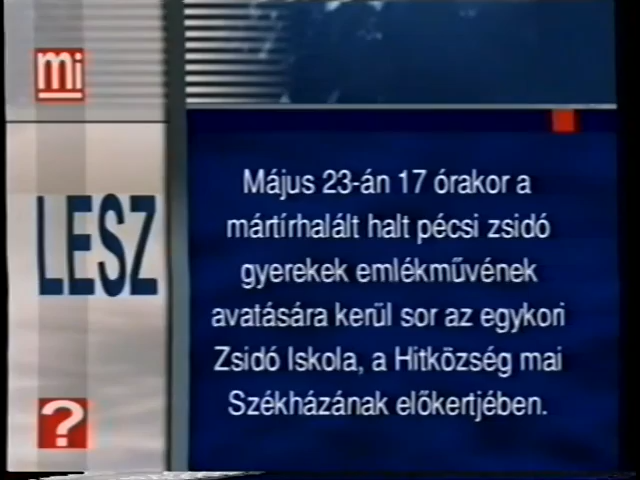 mi
LESZ
?
Május 23-án 17 órakor a
mártírhalált halt pécsi zsidó
gyerekek emlékművének
avatására kerül sor az egykori
Zsidó Iskola, a Hitközség mai
Székházának előkertjében.